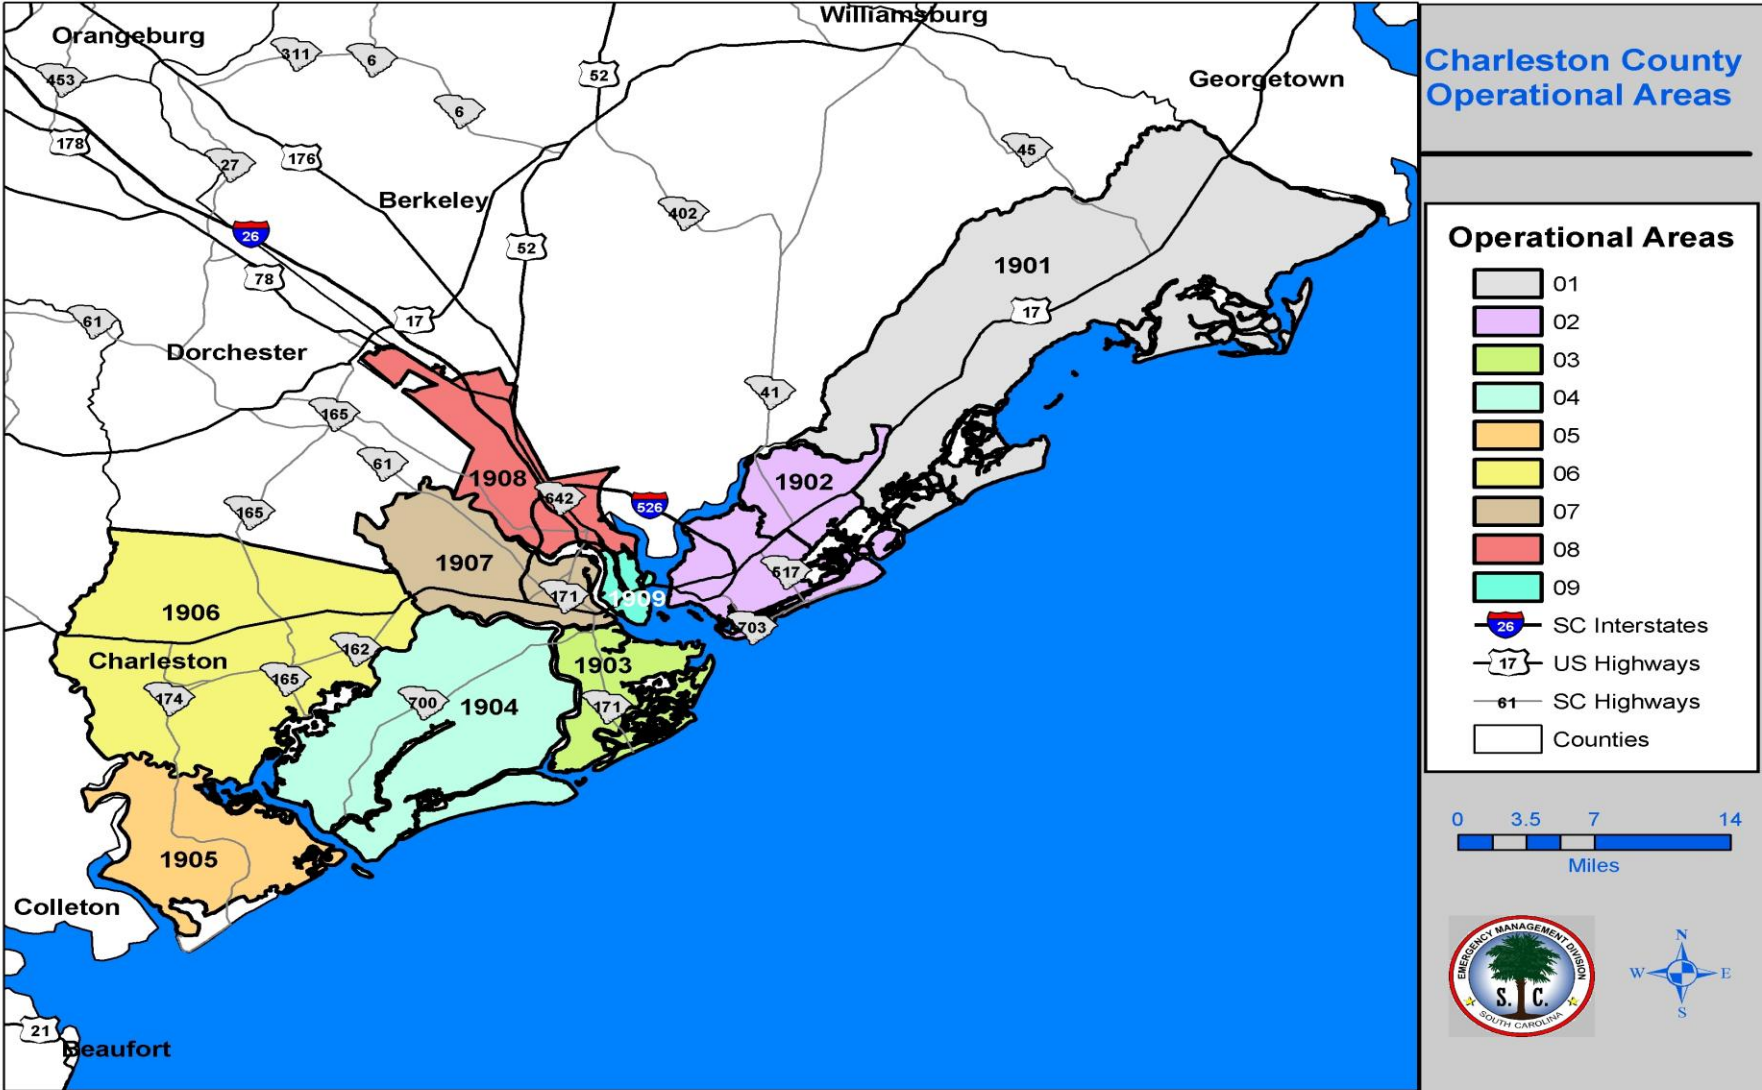 Williamsburg
Orangeburg
311
6
453
52
Georgetown
6
178
27
176
45
Berkeley
402
26
52
78
1901
17
17
61
Dorchester
41
165
61
1908
1902
642
165
526
1907
517
171
1909
1906
703
162
Charleston
1903
165
174
700
1904
171
1905
Colleton
21
Beaufort
Charleston County
Operational Areas
Operational Areas
01
02
03
04
05
06
07
08
09
26 SC Interstates
17 US Highways
61 SC Highways
Counties
0 3.5 7 14
Miles
EMERGENCY MANAGEMENT DIVISION
S. C.
SOUTH CAROLINA
N
W E
S